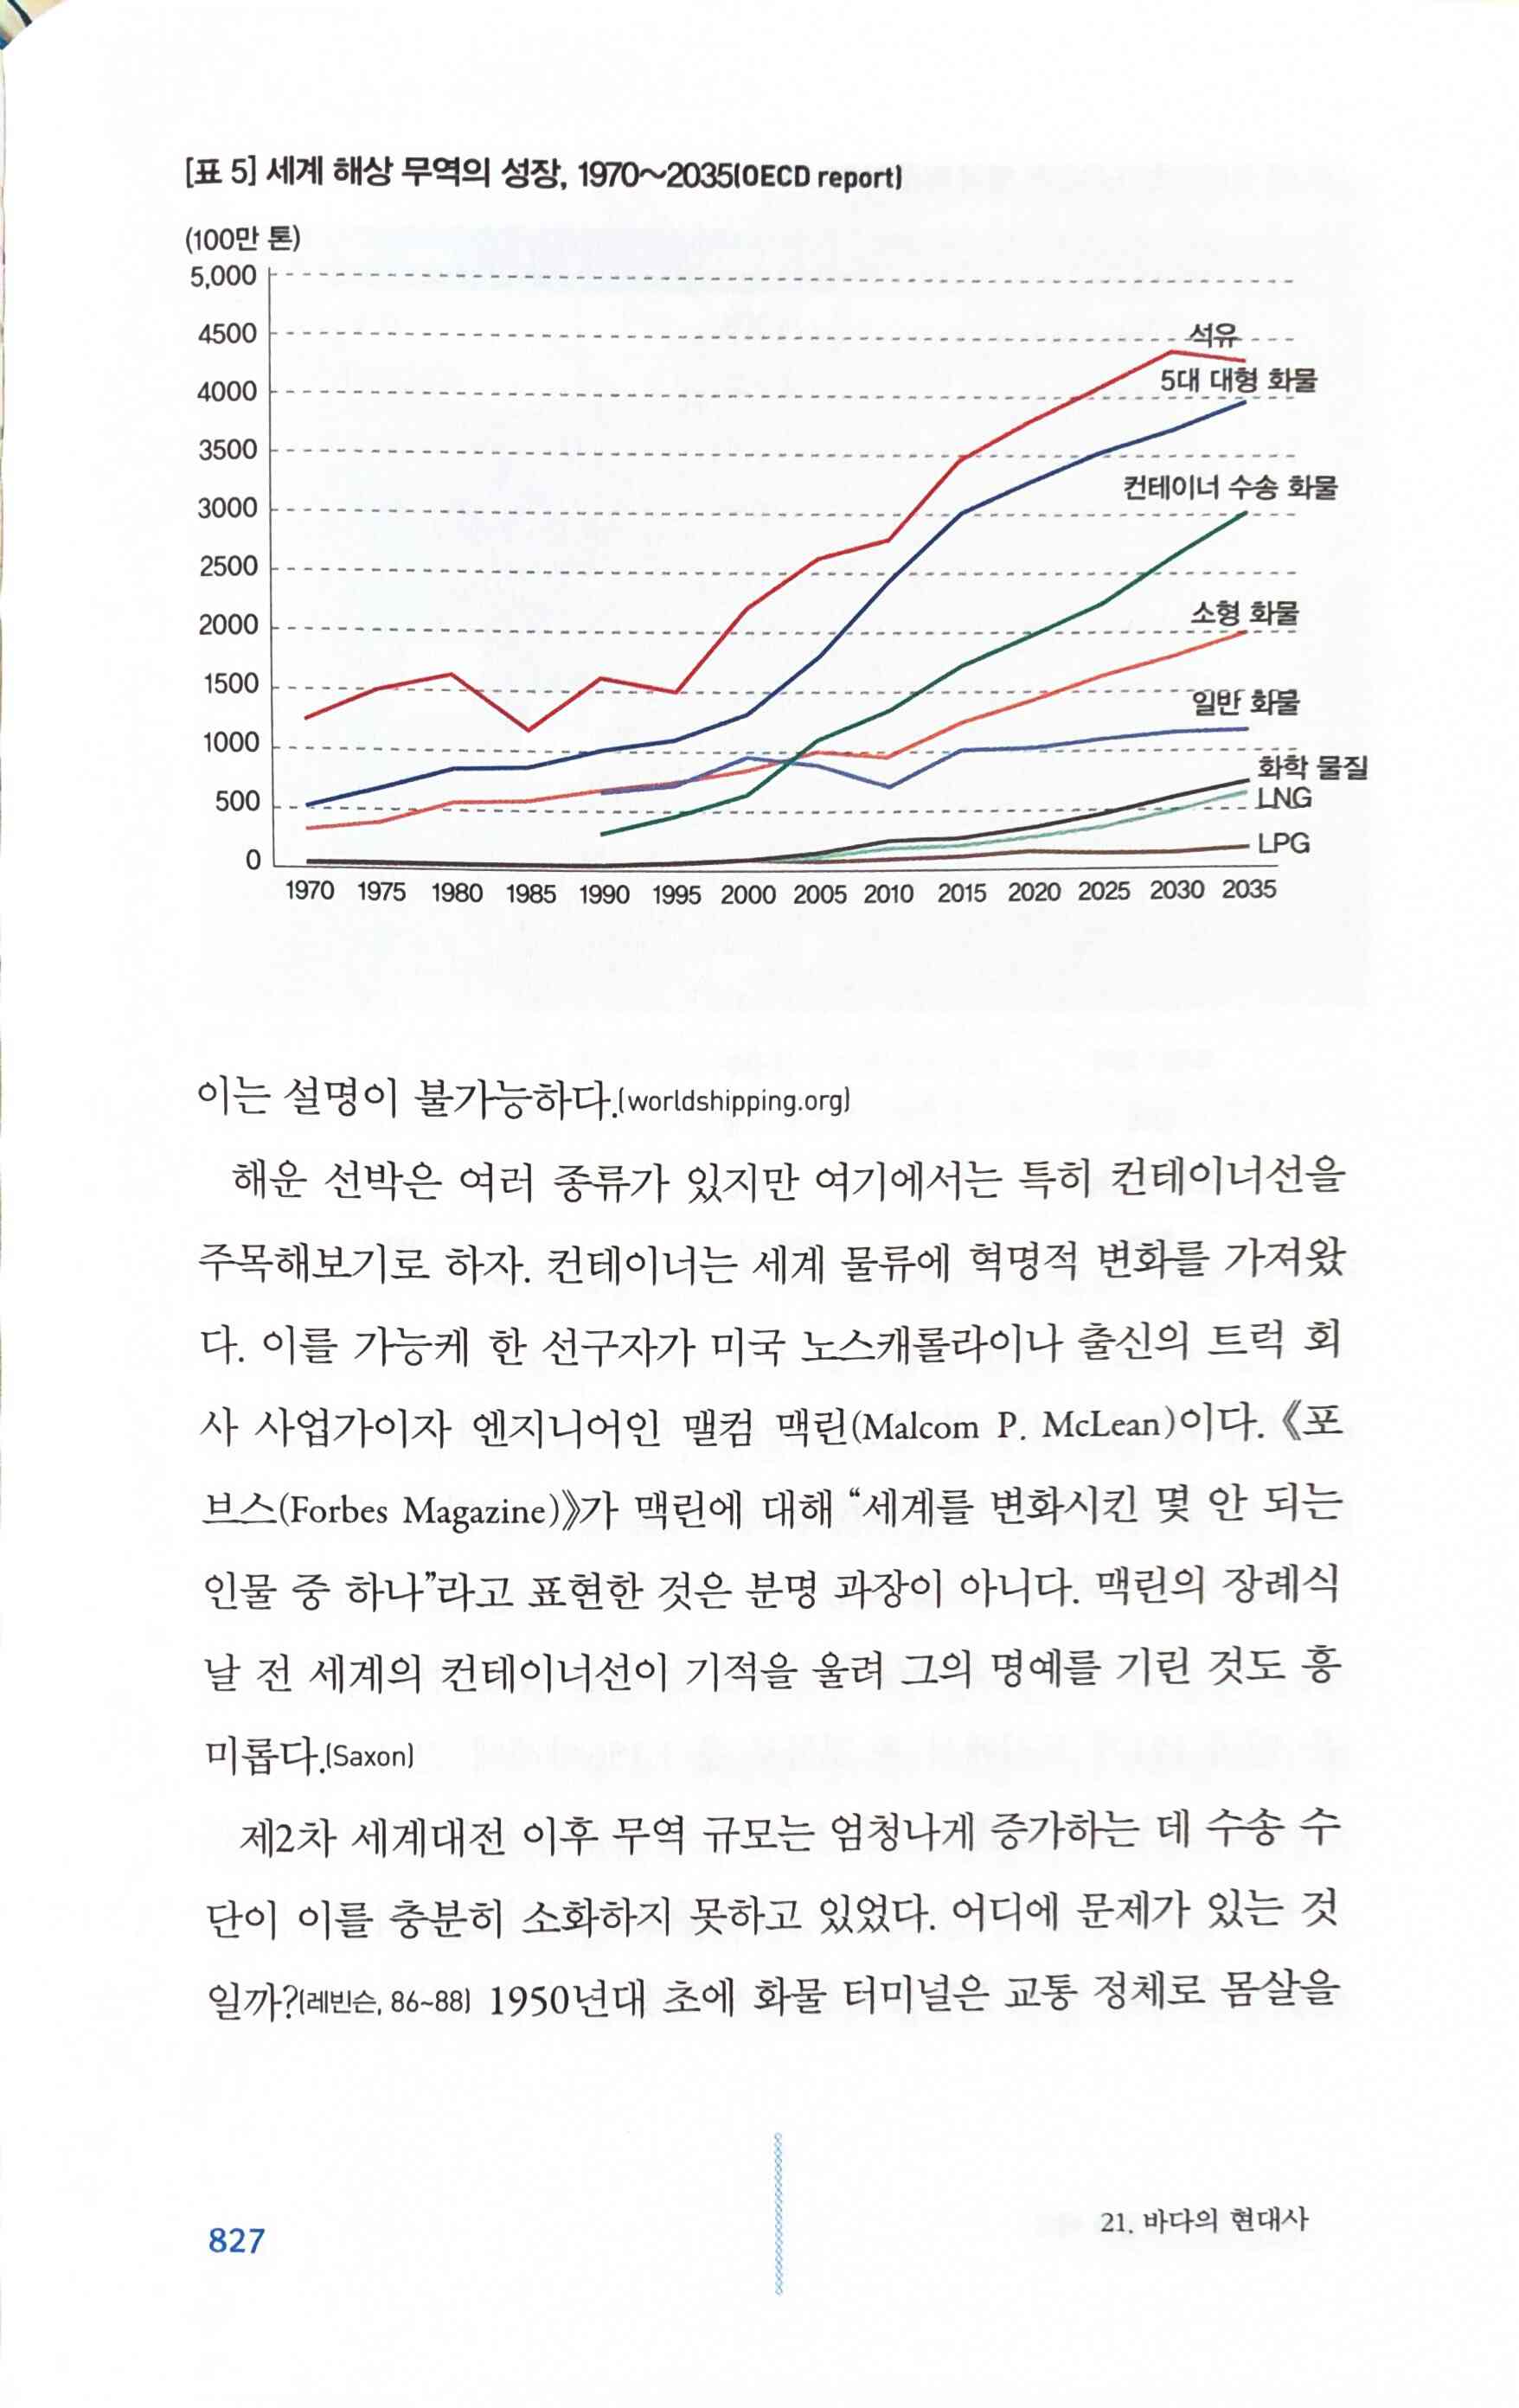 [표 5] 세계 해상 무역의 성장, 1970~2035(OECD report)
(100만 톤)
5,000
4500
4000
3500
3000
2500
2000
1500
1000
500
0
석유
5대 대형 화물
컨테이너 수송 화물
소형 화물
일반 화물
화학 물질
LNG
LPG
1970 1975 1980 1985 1990 1995 2000 2005 2010 2015 2020 2025 2030 2035
이는 설명이 불가능하다.(worldshipping.org)
해운 선박은 여러 종류가 있지만 여기에서는 특히 컨테이너선을
주목해보기로 하자. 컨테이너는 세계 물류에 혁명적 변화를 가져왔
다. 이를 가능케 한 선구자가 미국 노스캐롤라이나 출신의 트럭 회
사 사업가이자 엔지니어인 맬컴 맥린(Malcom P. McLean)이다. 《포
브스(Forbes Magazine)》가 맥린에 대해 “세계를 변화시킨 몇 안 되는
인물 중 하나”라고 표현한 것은 분명 과장이 아니다. 맥린의 장례식
날 전 세계의 컨테이너선이 기적을 울려 그의 명예를 기린 것도 흥
미롭다.(Saxon)
제2차 세계대전 이후 무역 규모는 엄청나게 증가하는 데 수송 수
단이 이를 충분히 소화하지 못하고 있었다. 어디에 문제가 있는 것
일까?(레빈슨, 86~88) 1950년대 초에 화물 터미널은 교통 정체로 몸살을
827
21. 바다의 현대사